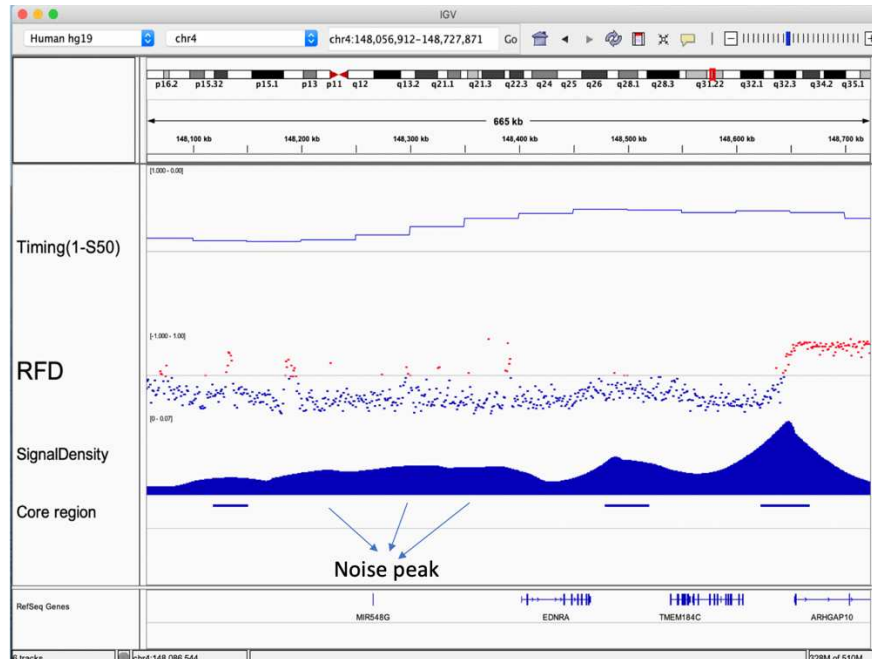 IGV
Human hg19 chr4 chr4:148,056,912-148,727,871 Go
p16.2 p15.32 p15.1 p13 p11 q12 q13.2 q21.1 q21.3 q22.3 q24 q25 q26 q28.1 q28.3 q31.22 q32.1 q32.3 q34.2 q35.1
665 kb
148,100 kb 148,200 kb 148,300 kb 148,400 kb 148,500 kb 148,600 kb 148,700 kb
[1.000 - 0.00]
Timing(1-S50)
[-1.000 - 1.00]
RFD
[0 - 0.07]
SignalDensity
Core region
Noise peak
RefSeq Genes
MIR548G EDNRA TMEM184C ARHGAP10
tracks chr4:148,086,544 of 510M